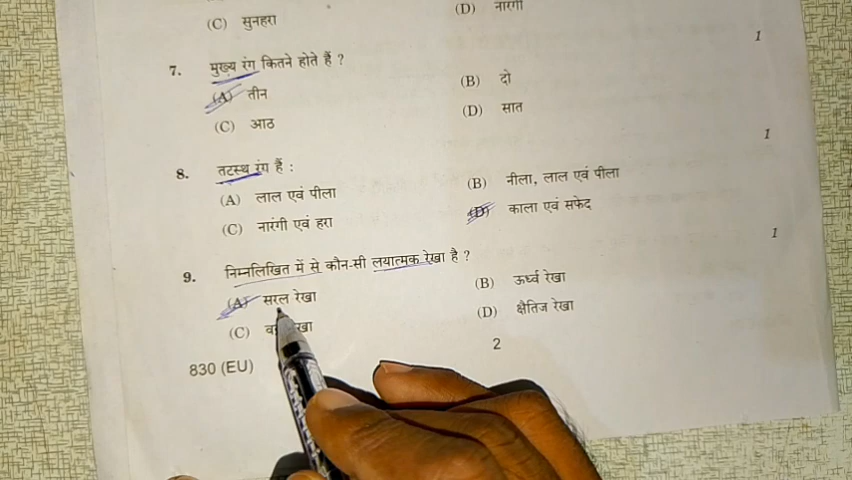 (C) सुनहरा
(D) नारंगी
1
7. मुख्य रंग कितने होते हैं ?
(A) तीन
(B) दो
(C) आठ
(D) सात
1
8. तटस्थ रंग हैं :
(A) लाल एवं पीला
(B) नीला, लाल एवं पीला
(C) नारंगी एवं हरा
(D) काला एवं सफेद
1
9. निम्नलिखित में से कौन-सी लयात्मक रेखा है ?
(A) सरल रेखा
(B) ऊर्ध्व रेखा
(C)
(D) क्षैतिज रेखा
830 (EU)
2